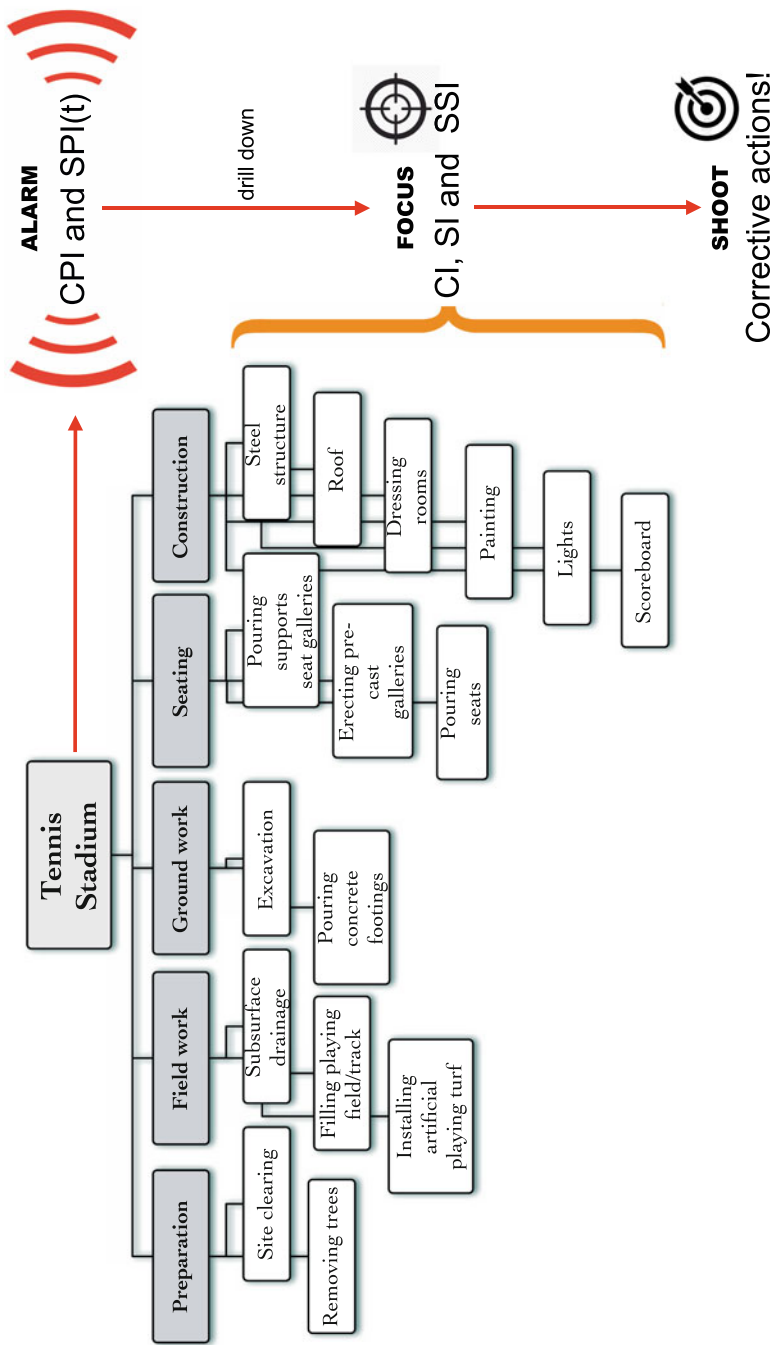 Tennis
Stadium
Preparation
Site clearing
Removing trees
Field work
Subsurface
drainage
Filling playing
field/track
Installing
artificial
playing turf
Ground work
Excavation
Pouring
concrete
footings
Seating
Pouring
supports
seat galleries
Erecting pre-
cast
galleries
Pouring
seats
Construction
Steel
structure
Roof
Dressing
rooms
Painting
Lights
Scoreboard
ALARM
CPI and SPI(t)
drill down
FOCUS
CI, SI and SSI
SHOOT
Corrective actions!